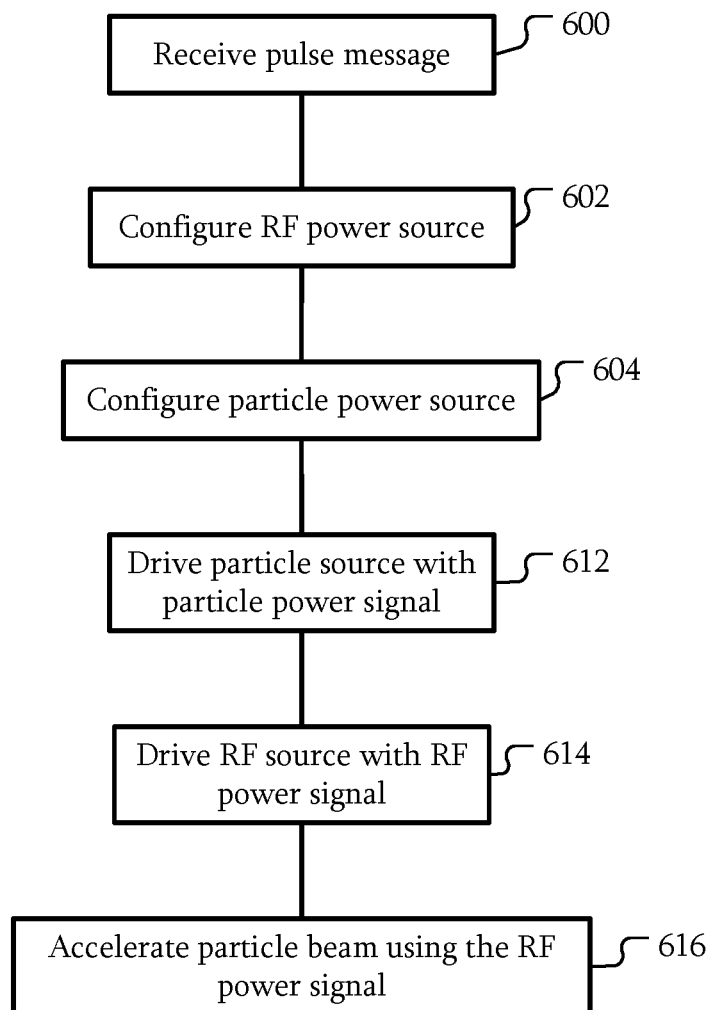 Receive pulse message
600
Configure RF power source
602
Configure particle power source
604
Drive particle source with
particle power signal
612
Drive RF source with RF
power signal
614
Accelerate particle beam using the RF
power signal
616